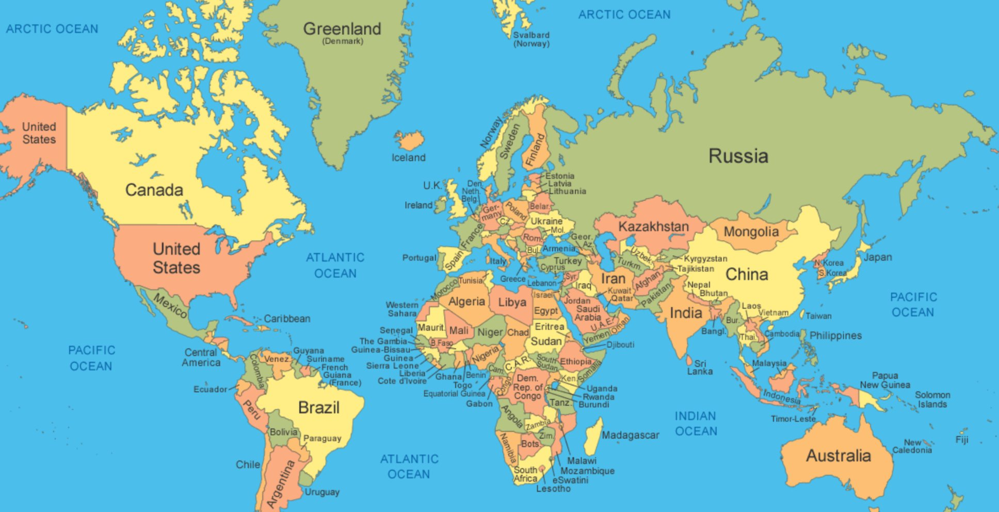 ARCTIC OCEAN
Greenland
(Denmark)
Svalbard
(Norway)
ARCTIC OCEAN
United
States
Canada
Iceland
Norway
Sweden
Finland
Russia
Estonia
Latvia
Lithuania
U.K.
Ireland
Den.
Neth.
Belg.
Ger-
many
Poland
Belar.
Cz.
Ukraine
Mol.
France
Rom.
Bul.
Italy
Spain
Portugal
Greece
Geor.
Az.
Armenia
Turkey
Cyprus
Lebanon
Syr.
Israel
Iraq
Jordan
Kuwait
Qatar
Iran
Kazakhstan
Uzbek.
Turkm.
Kyrgyzstan
Tajikistan
Afghan.
Pakistan
Mongolia
China
N. Korea
S. Korea
Japan
United
States
ATLANTIC
OCEAN
Mexico
Caribbean
PACIFIC
OCEAN
Central
America
Morocco
Tunisia
Algeria
Libya
Egypt
Western
Sahara
Maurit.
Mali
Niger
Chad
Eritrea
Sudan
Saudi
Arabia
U.A.E.
Oman
Yemen
Djibouti
Senegal
The Gambia
Guinea-Bissau
Guinea
Sierra Leone
Liberia
Cote d'Ivoire
B.Faso
Ghana
Togo
Benin
Nigeria
Cam.
C.A.R.
South
Sudan
Ethiopia
Somalia
Equatorial Guinea
Gabon
Congo
Dem.
Rep. of
Congo
Ken.
Uganda
Rwanda
Burundi
Tanz.
Angola
Zambia
Zim.
Bots.
Namibia
South
Africa
Malawi
Mozambique
eSwatini
Lesotho
Madagascar
India
Nepal
Bhutan
Bangl.
Bur.
Laos
Vietnam
Thai.
Cambodia
Taiwan
Philippines
Sri
Lanka
Malaysia
Indonesia
Timor-Leste
Papua
New Guinea
Solomon
Islands
PACIFIC
OCEAN
INDIAN
OCEAN
Australia
New
Caledonia
Fiji
Colombia
Venez.
Guyana
Suriname
French
Guiana
(France)
Ecuador
Peru
Brazil
Bolivia
Paraguay
Chile
Argentina
Uruguay
ATLANTIC
OCEAN